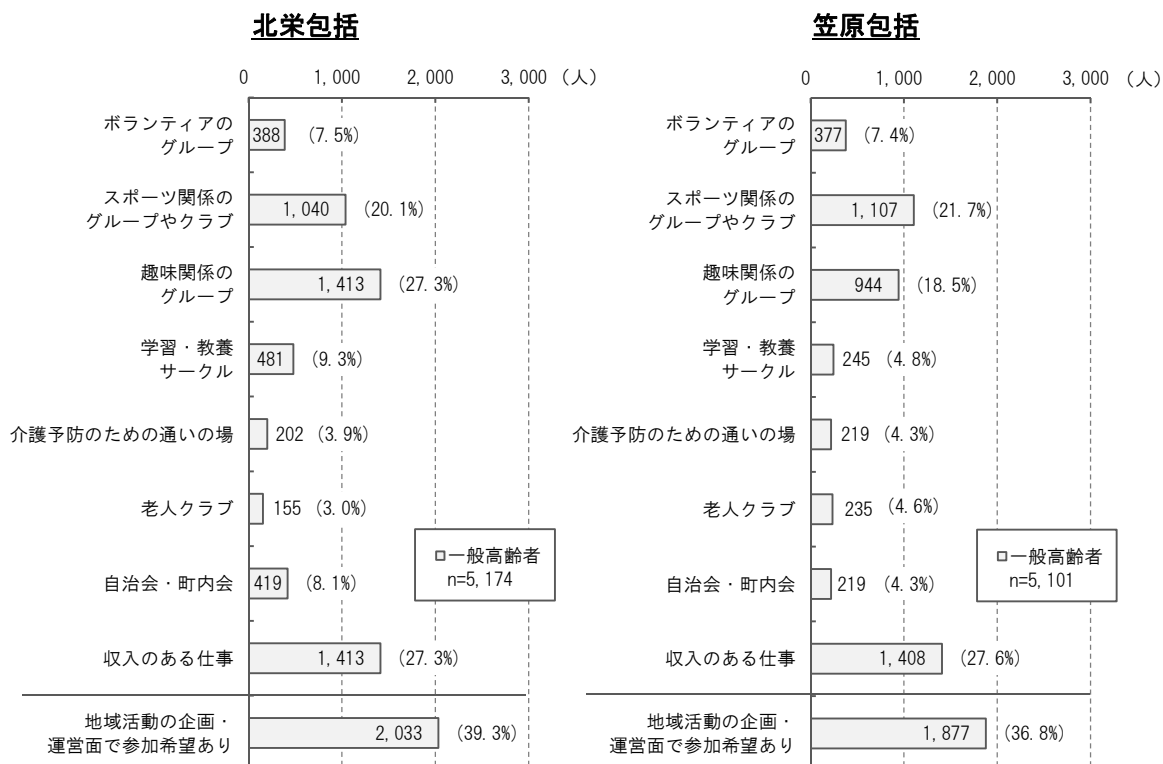 北栄包括
0 1,000 2,000 3,000 （人）
ボランティアの
グループ
388 （7.5%）
スポーツ関係の
グループやクラブ
1,040 （20.1%）
趣味関係の
グループ
1,413 （27.3%）
学習・教養
サークル
481 （9.3%）
介護予防のための通いの場 202 （3.9%）
老人クラブ 155 （3.0%）
自治会・町内会 419 （8.1%）
収入のある仕事 1,413 （27.3%）
地域活動の企画・
運営面で参加希望あり
2,033 （39.3%）
□一般高齢者
n=5,174
笠原包括
0 1,000 2,000 3,000 （人）
ボランティアの
グループ
377 （7.4%）
スポーツ関係の
グループやクラブ
1,107 （21.7%）
趣味関係の
グループ
944 （18.5%）
学習・教養
サークル
245 （4.8%）
介護予防のための通いの場 219 （4.3%）
老人クラブ 235 （4.6%）
自治会・町内会 219 （4.3%）
収入のある仕事 1,408 （27.6%）
地域活動の企画・
運営面で参加希望あり
1,877 （36.8%）
□一般高齢者
n=5,101